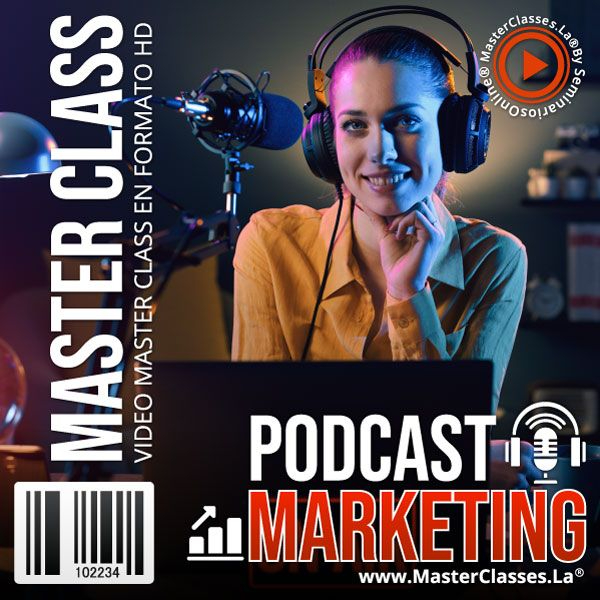 MASTER CLASS
VIDEO MASTER CLASS EN FORMATO HD
MasterClasses.La® By SeminariosOnline®
PODCAST
MARKETING
www.MasterClasses.La®
102234